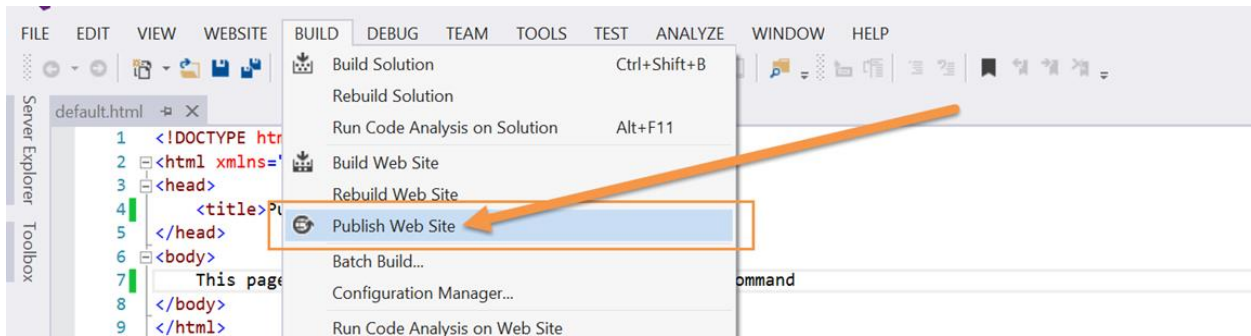 FILE EDIT VIEW WEBSITE BUILD DEBUG TEAM TOOLS TEST ANALYZE WINDOW HELP
Build Solution Ctrl+Shift+B
Rebuild Solution
Run Code Analysis on Solution Alt+F11
Build Web Site
Rebuild Web Site
Publish Web Site
Batch Build...
Configuration Manager...
Run Code Analysis on Web Site
Server Explorer
Toolbox
default.html
1 <!DOCTYPE htm
2 <html xmlns="
3 <head>
4 <title>Pu
5 </head>
6 <body>
7 This page ommand
8 </body>
9 </html>